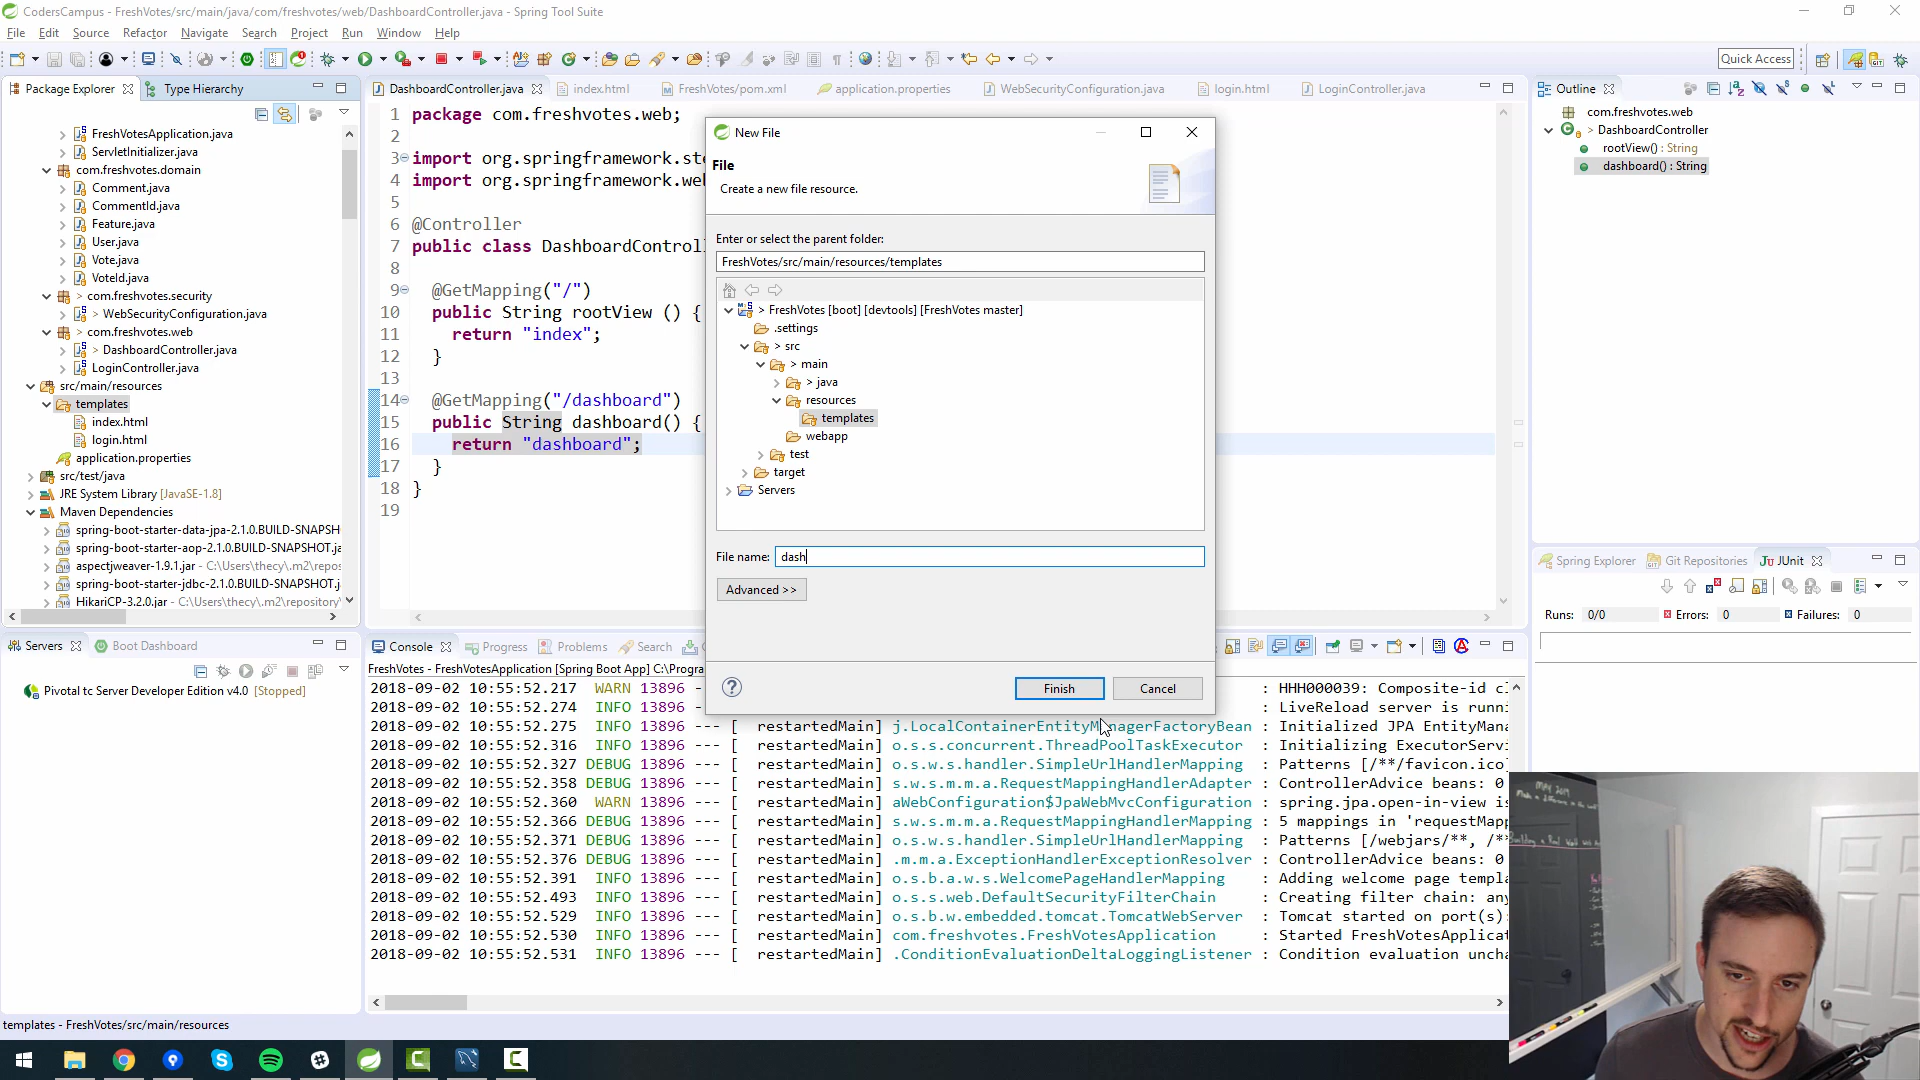 CodersCampus - FreshVotes/src/main/java/com/freshvotes/web/DashboardController.java - Spring Tool Suite
File Edit Source Refactor Navigate Search Project Run Window Help
Quick Access
Package Explorer
Type Hierarchy
FreshVotesApplication.java
ServletInitializer.java
com.freshvotes.domain
Comment.java
CommentId.java
Feature.java
User.java
Vote.java
VoteId.java
> com.freshvotes.security
> WebSecurityConfiguration.java
> com.freshvotes.web
> DashboardController.java
LoginController.java
src/main/resources
templates
index.html
login.html
application.properties
src/test/java
JRE System Library [JavaSE-1.8]
Maven Dependencies
spring-boot-starter-data-jpa-2.1.0.BUILD-SNAPSH
spring-boot-starter-aop-2.1.0.BUILD-SNAPSHOT.ja
aspectjweaver-1.9.1.jar - C:\Users\thecy\.m2\repos
spring-boot-starter-jdbc-2.1.0.BUILD-SNAPSHOT.j
HikariCP-3.2.0.jar - C:\Users\thecy\.m2\repository\
DashboardController.java index.html FreshVotes/pom.xml application.properties WebSecurityConfiguration.java login.html LoginController.java
1 package com.freshvotes.web;
2
3 import org.springframework.ste
4 import org.springframework.web
5
6 @Controller
7 public class DashboardControll
8
9 @GetMapping("/")
10 public String rootView () {
11 return "index";
12 }
13
14 @GetMapping("/dashboard")
15 public String dashboard() {
16 return "dashboard";
17 }
18 }
19
New File
File
Create a new file resource.
Enter or select the parent folder:
FreshVotes/src/main/resources/templates
> FreshVotes [boot] [devtools] [FreshVotes master]
.settings
> src
> main
> java
resources
templates
webapp
test
target
Servers
File name: dash
Advanced >>
Finish
Cancel
Outline
com.freshvotes.web
> DashboardController
rootView() : String
dashboard() : String
Spring Explorer Git Repositories JUnit
Runs: 0/0 Errors: 0 Failures: 0
Servers
Boot Dashboard
Pivotal tc Server Developer Edition v4.0 [Stopped]
Console Progress Problems Search
FreshVotes - FreshVotesApplication [Spring Boot App] C:\Progra
2018-09-02 10:55:52.217 WARN 13896 - : HHH000039: Composite-id cl
2018-09-02 10:55:52.274 INFO 13896 - : LiveReload server is runni
2018-09-02 10:55:52.275 INFO 13896 --- [ restartedMain] j.LocalContainerEntityManagerFactoryBean : Initialized JPA EntityMana
2018-09-02 10:55:52.316 INFO 13896 --- [ restartedMain] o.s.s.concurrent.ThreadPoolTaskExecutor : Initializing ExecutorServi
2018-09-02 10:55:52.327 DEBUG 13896 --- [ restartedMain] o.s.w.s.handler.SimpleUrlHandlerMapping : Patterns [/**/favicon.ico]
2018-09-02 10:55:52.358 DEBUG 13896 --- [ restartedMain] s.w.s.m.m.a.RequestMappingHandlerAdapter : ControllerAdvice beans: 0
2018-09-02 10:55:52.360 WARN 13896 --- [ restartedMain] aWebConfiguration$JpaWebMvcConfiguration : spring.jpa.open-in-view is
2018-09-02 10:55:52.366 DEBUG 13896 --- [ restartedMain] s.w.s.m.m.a.RequestMappingHandlerMapping : 5 mappings in 'requestMapp
2018-09-02 10:55:52.371 DEBUG 13896 --- [ restartedMain] o.s.w.s.handler.SimpleUrlHandlerMapping : Patterns [/webjars/**, /**
2018-09-02 10:55:52.376 DEBUG 13896 --- [ restartedMain] .m.m.a.ExceptionHandlerExceptionResolver : ControllerAdvice beans: 0
2018-09-02 10:55:52.391 INFO 13896 --- [ restartedMain] o.s.b.a.w.s.WelcomePageHandlerMapping : Adding welcome page templa
2018-09-02 10:55:52.493 INFO 13896 --- [ restartedMain] o.s.s.web.DefaultSecurityFilterChain : Creating filter chain: any
2018-09-02 10:55:52.529 INFO 13896 --- [ restartedMain] o.s.b.w.embedded.tomcat.TomcatWebServer : Tomcat started on port(s):
2018-09-02 10:55:52.530 INFO 13896 --- [ restartedMain] com.freshvotes.FreshVotesApplication : Started FreshVotesApplicat
2018-09-02 10:55:52.531 INFO 13896 --- [ restartedMain] .ConditionEvaluationDeltaLoggingListener : Condition evaluation uncha
templates - FreshVotes/src/main/resources